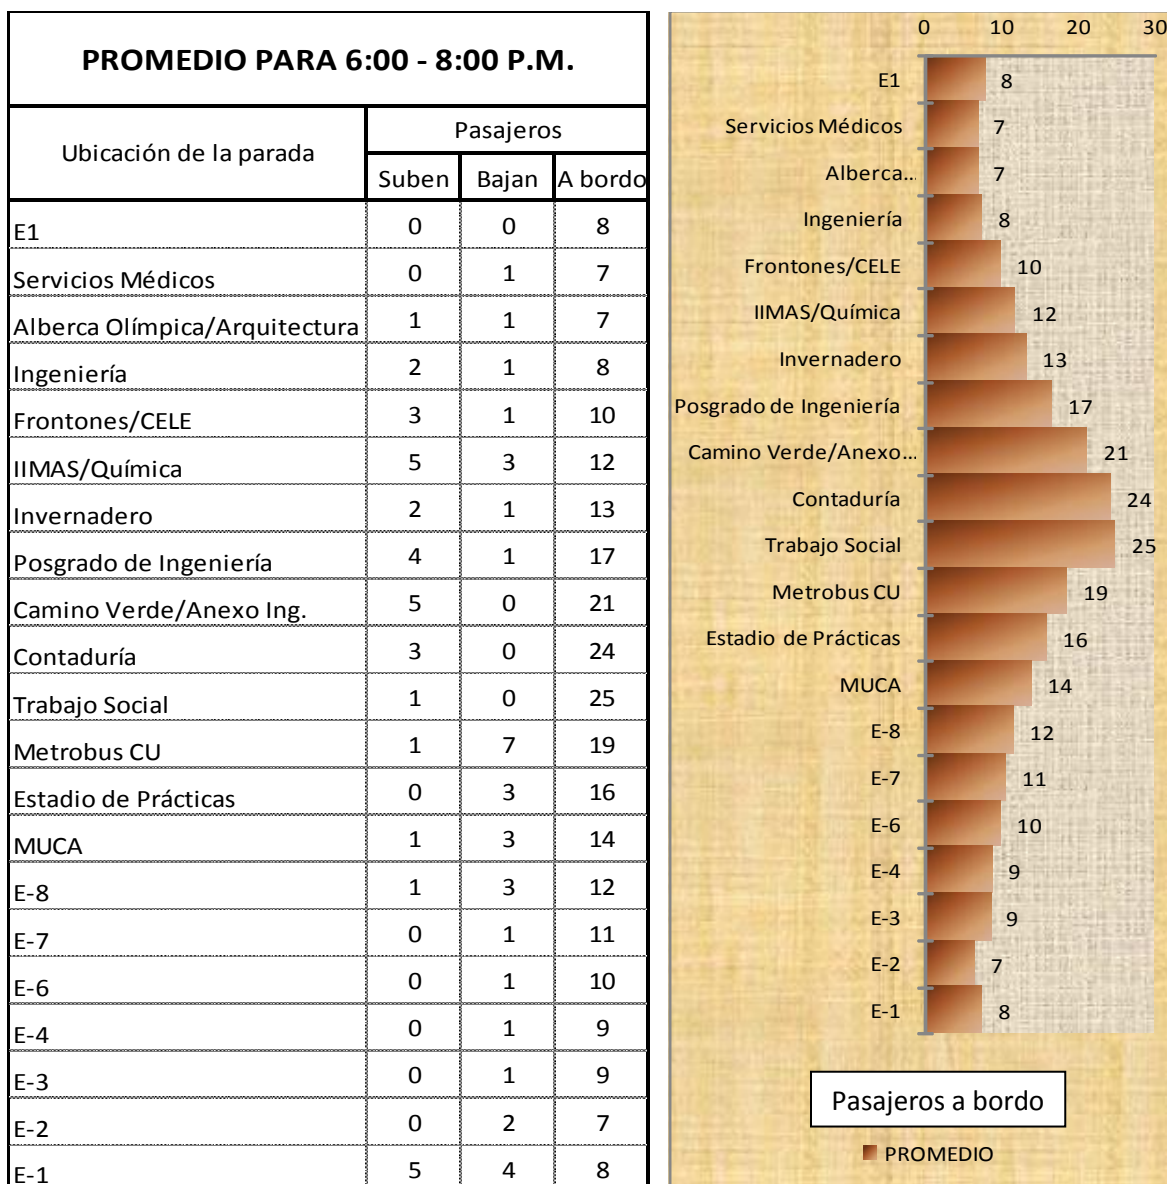 PROMEDIO PARA 6:00 - 8:00 P.M.
Ubicación de la parada
Pasajeros
Suben Bajan A bordo
E1 0 0 8
Servicios Médicos 0 1 7
Alberca Olímpica/Arquitectura 1 1 7
Ingeniería 2 1 8
Frontones/CELE 3 1 10
IIMAS/Química 5 3 12
Invernadero 2 1 13
Posgrado de Ingeniería 4 1 17
Camino Verde/Anexo Ing. 5 0 21
Contaduría 3 0 24
Trabajo Social 1 0 25
Metrobus CU 1 7 19
Estadio de Prácticas 0 3 16
MUCA 1 3 14
E-8 1 3 12
E-7 0 1 11
E-6 0 1 10
E-4 0 1 9
E-3 0 1 9
E-2 0 2 7
E-1 5 4 8
0 10 20 30
E1 8
Servicios Médicos 7
Alberca... 7
Ingeniería 8
Frontones/CELE 10
IIMAS/Química 12
Invernadero 13
Posgrado de Ingeniería 17
Camino Verde/Anexo... 21
Contaduría 24
Trabajo Social 25
Metrobus CU 19
Estadio de Prácticas 16
MUCA 14
E-8 12
E-7 11
E-6 10
E-4 9
E-3 9
E-2 7
E-1 8
Pasajeros a bordo
PROMEDIO